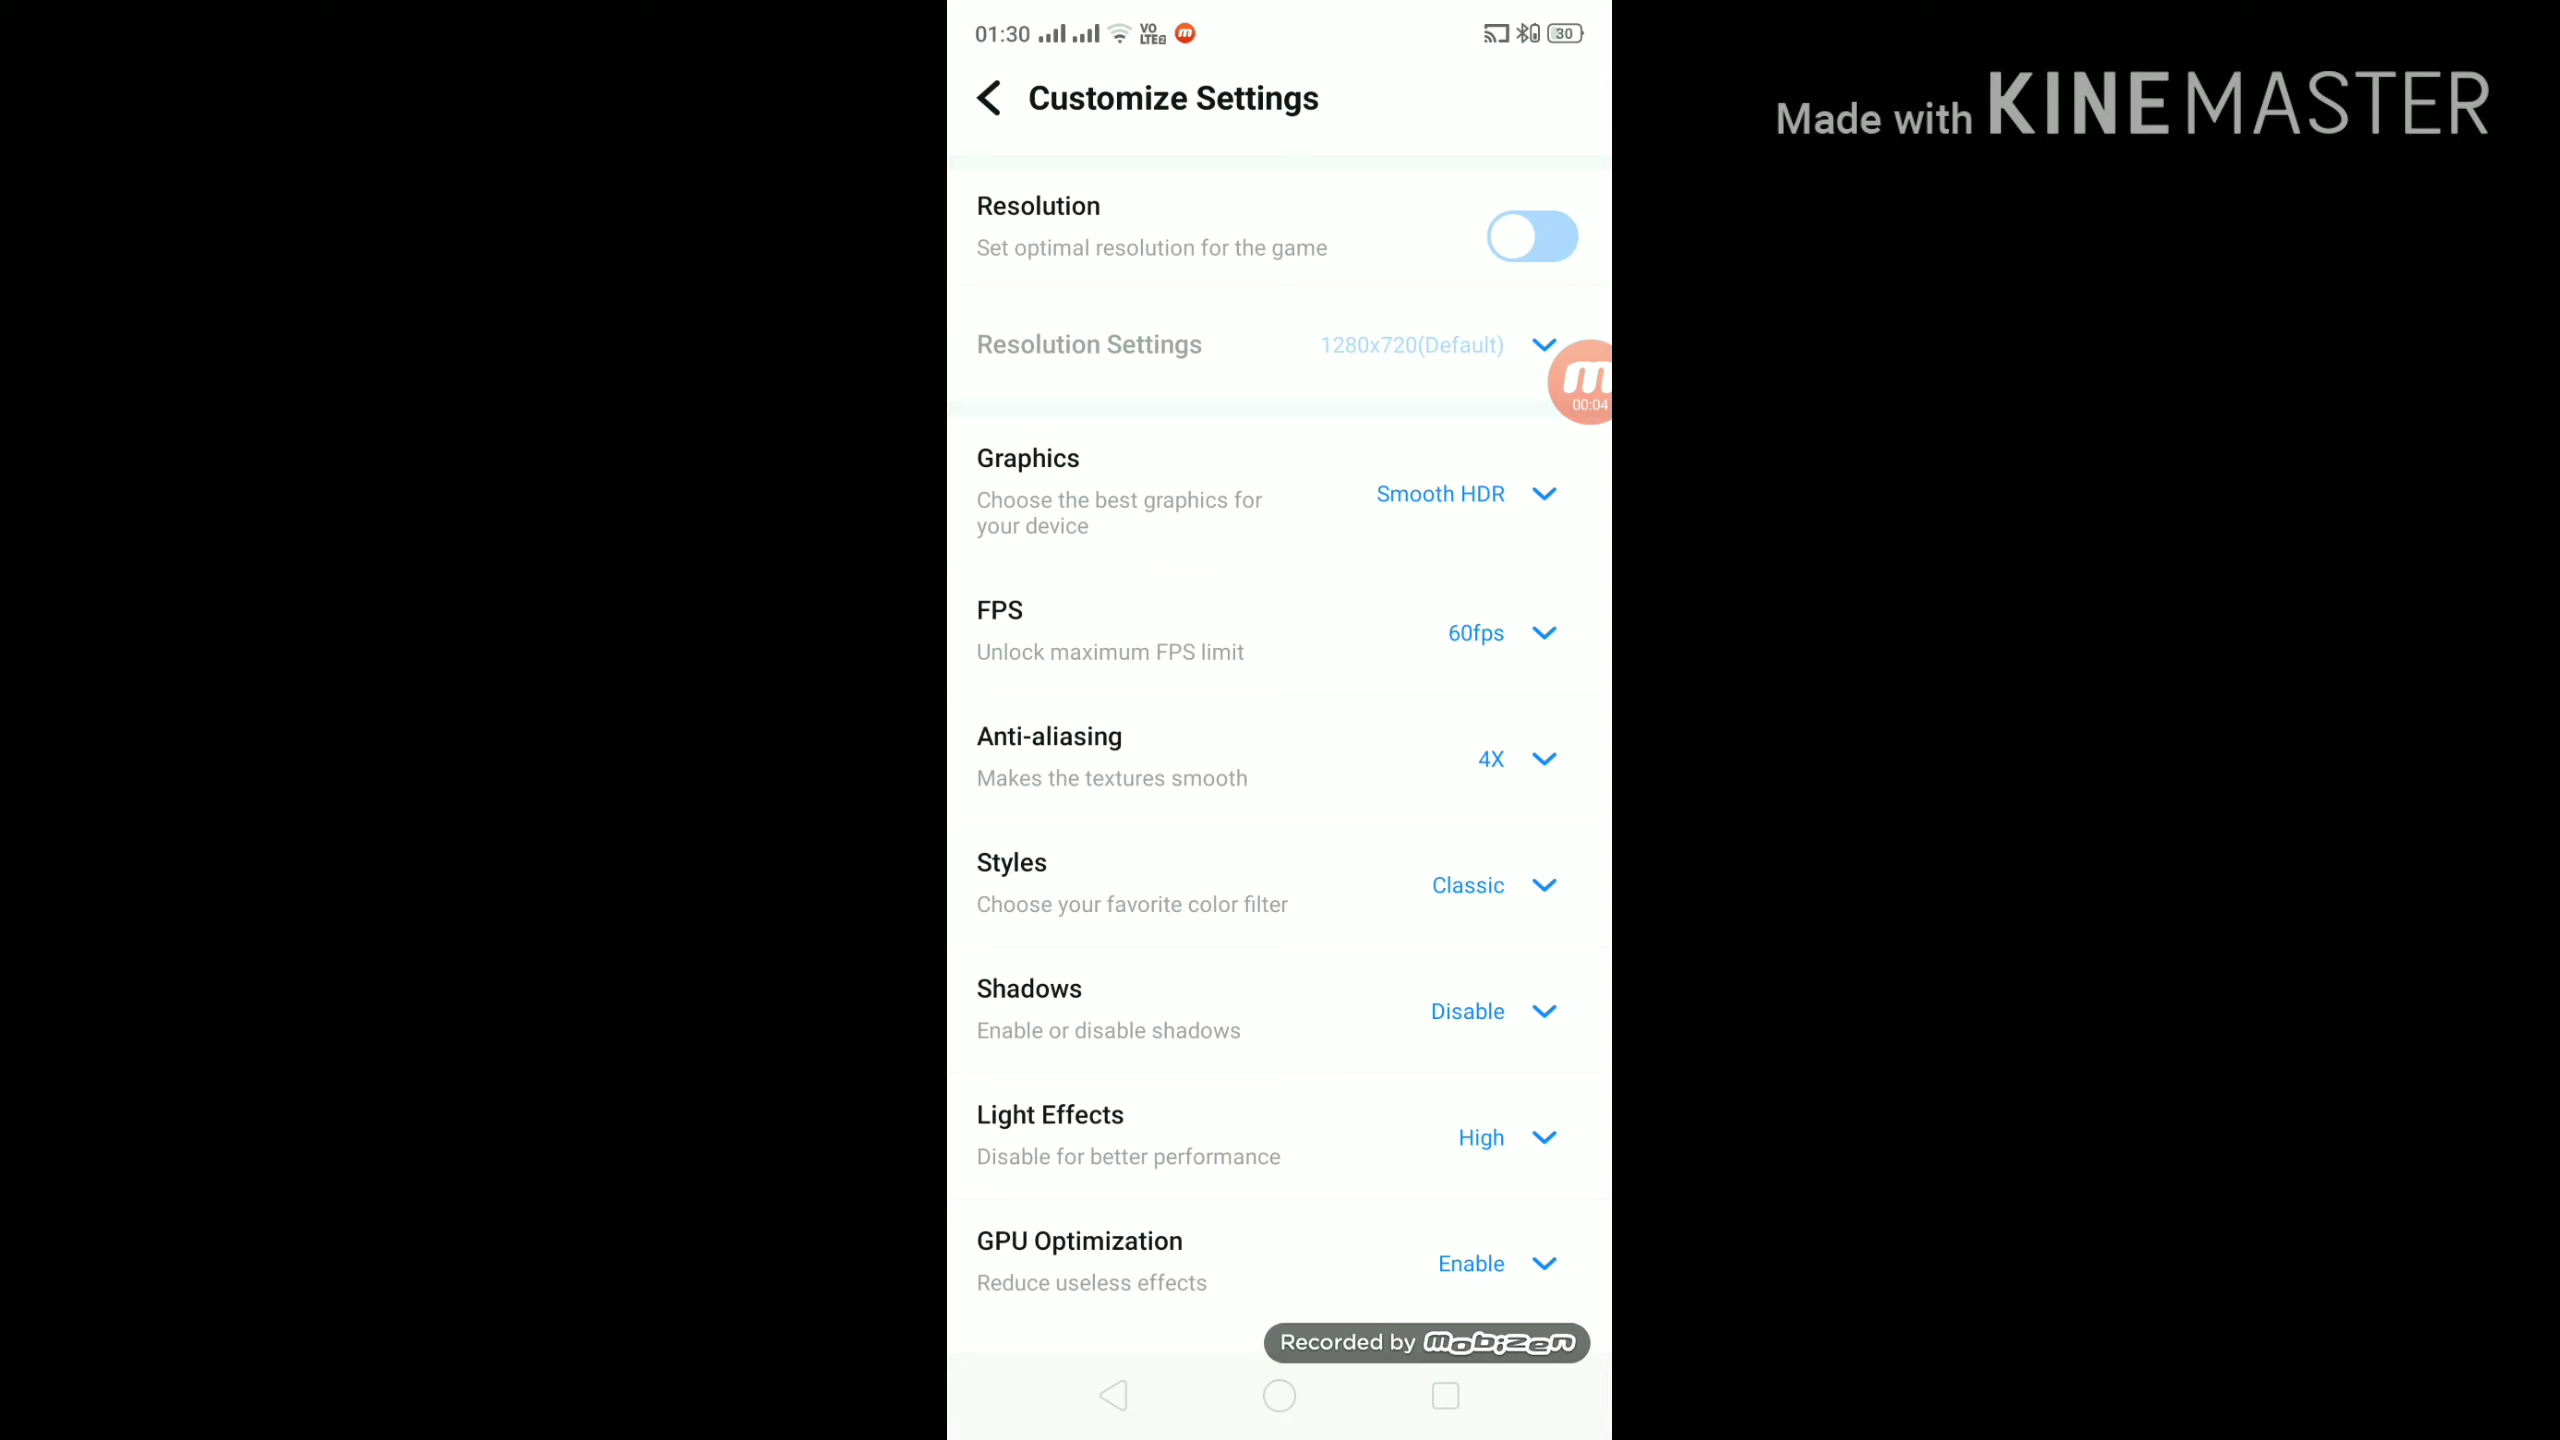 01:30 VO LTE 30
Made with KINEMASTER
Customize Settings
Resolution
Set optimal resolution for the game
Resolution Settings 1280x720(Default)
m
00:04
Graphics
Choose the best graphics for
your device
Smooth HDR
FPS
60fps
Unlock maximum FPS limit
Anti-aliasing
4X
Makes the textures smooth
Styles
Classic
Choose your favorite color filter
Shadows
Disable
Enable or disable shadows
Light Effects
High
Disable for better performance
GPU Optimization
Enable
Reduce useless effects
Recorded by mobizen